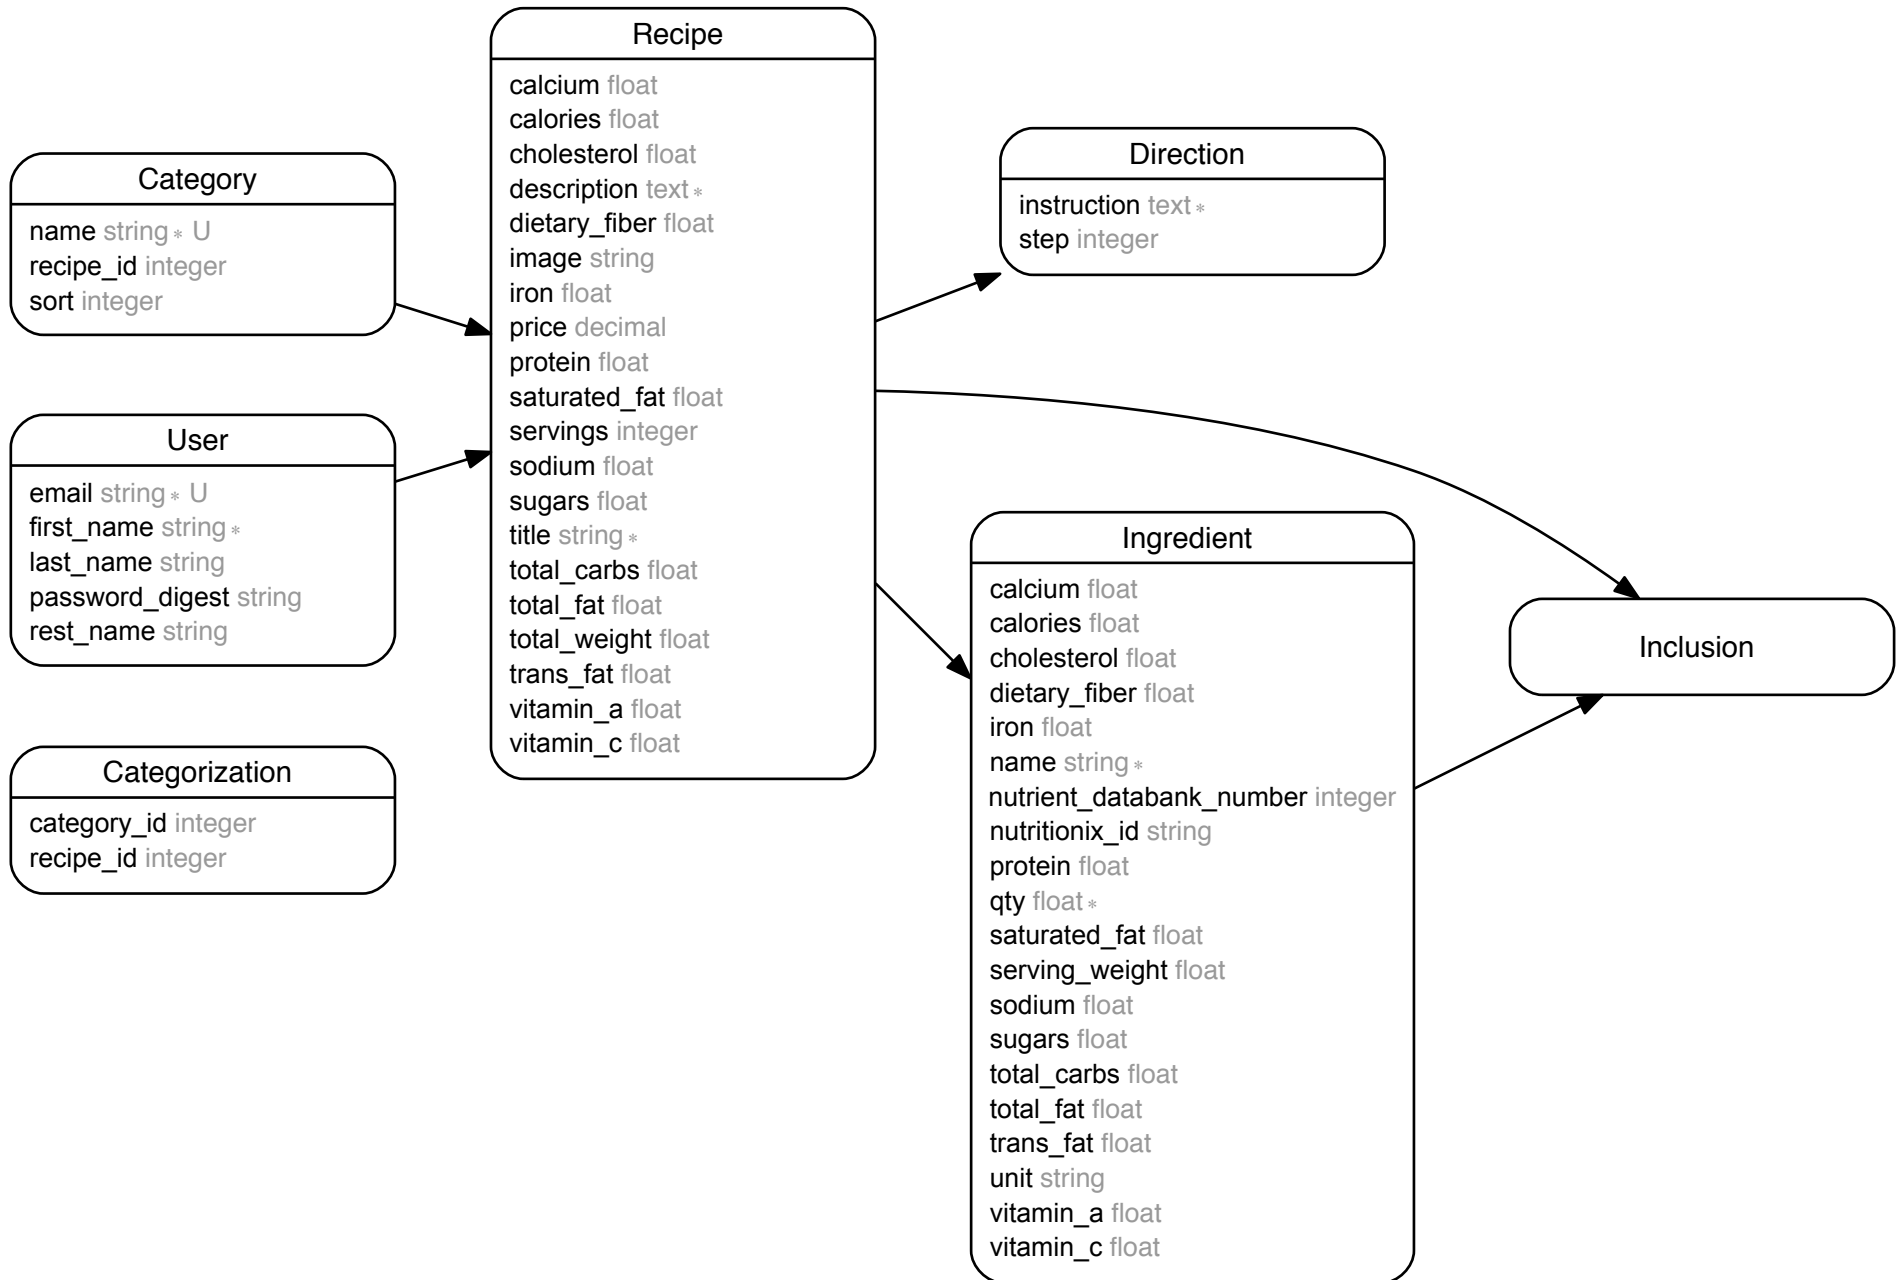 Category
name string* U
recipe_id integer
sort integer
User
email string* U
first_name string*
last_name string
password_digest string
rest_name string
Categorization
category_id integer
recipe_id integer
Recipe
calcium float
calories float
cholesterol float
description text*
dietary_fiber float
image string
iron float
price decimal
protein float
saturated_fat float
servings integer
sodium float
sugars float
title string*
total_carbs float
total_fat float
total_weight float
trans_fat float
vitamin_a float
vitamin_c float
Direction
instruction text*
step integer
Ingredient
calcium float
calories float
cholesterol float
dietary_fiber float
iron float
name string*
nutrient_databank_number integer
nutritionix_id string
protein float
qty float*
saturated_fat float
serving_weight float
sodium float
sugars float
total_carbs float
total_fat float
trans_fat float
unit string
vitamin_a float
vitamin_c float
Inclusion